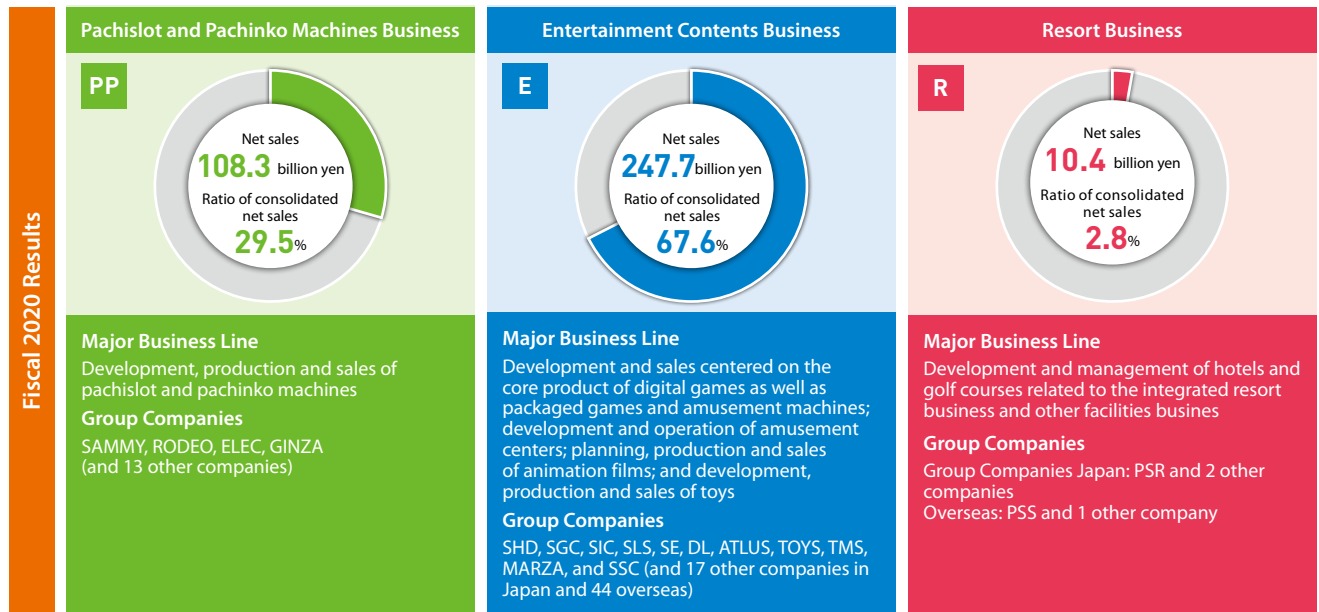 Fiscal 2020 Results
Pachislot and Pachinko Machines Business
PP
Net sales
108.3 billion yen
Ratio of consolidated
net sales
29.5%
Major Business Line
Development, production and sales of
pachislot and pachinko machines
Group Companies
SAMMY, RODEO, ELEC, GINZA
(and 13 other companies)
Entertainment Contents Business
E
Net sales
247.7 billion yen
Ratio of consolidated
net sales
67.6%
Major Business Line
Development and sales centered on the
core product of digital games as well as
packaged games and amusement machines;
development and operation of amusement
centers; planning, production and sales
of animation films; and development,
production and sales of toys
Group Companies
SHD, SGC, SIC, SLS, SE, DL, ATLUS, TOYS, TMS,
MARZA, and SSC (and 17 other companies in
Japan and 44 overseas)
Resort Business
R
Net sales
10.4 billion yen
Ratio of consolidated
net sales
2.8%
Major Business Line
Development and management of hotels and
golf courses related to the integrated resort
business and other facilities busines
Group Companies
Group Companies Japan: PSR and 2 other
companies
Overseas: PSS and 1 other company